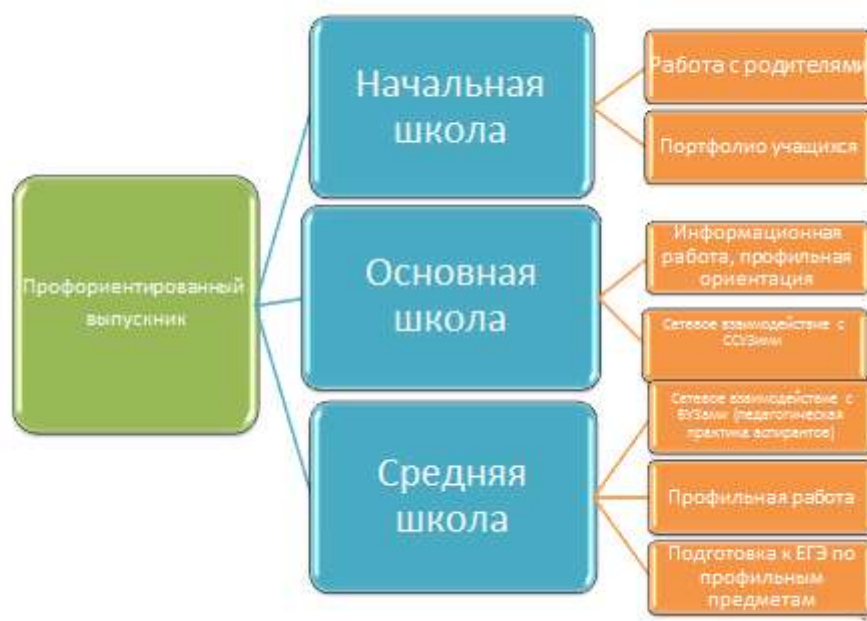 Профориентированный
выпускник
Начальная
школа
Работа с родителями
Портфолио учащихся
Основная
школа
Информационная
работа, профильная
ориентация
Сетевое взаимодействие с
ССУЗами
Средняя
школа
Сетевое взаимодействие с
ВУЗами (педагогическая
практика аспирантов)
Профильная работа
Подготовка к ЕГЭ по
профильным
предметам